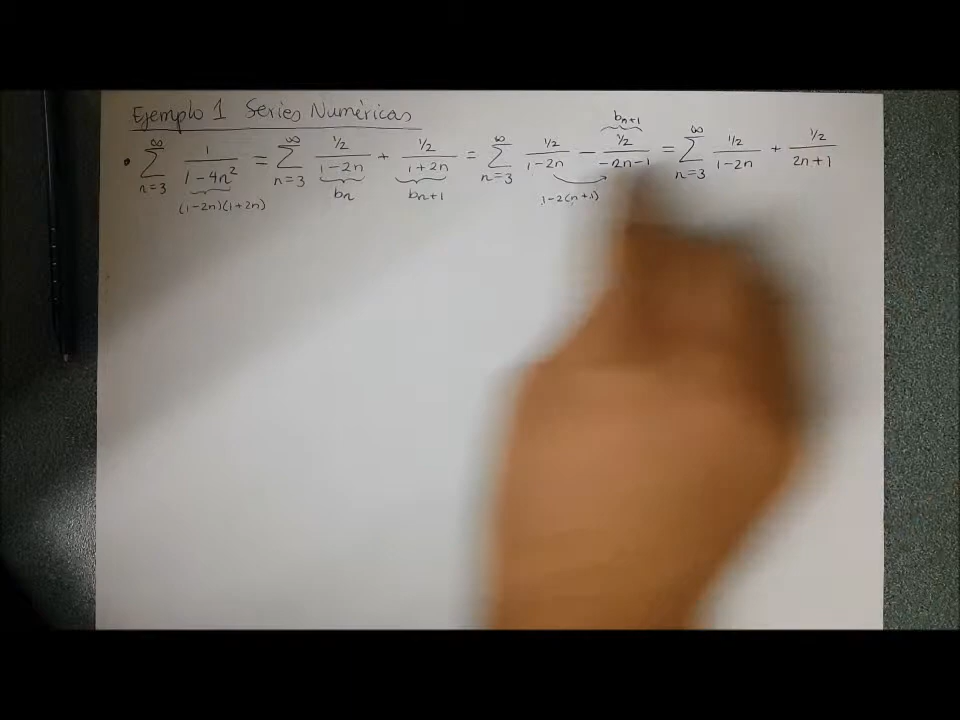 Ejemplo 1 Series Numéricas
• ∞∑n=3 1/(1-4n²) = ∞∑n=3 (1/2)/(1-2n) + (1/2)/(1+2n) = ∞∑n=3 (1/2)/(1-2n) - (1/2)/(-2n-1) = ∞∑n=3 (1/2)/(1-2n) + (1/2)/(2n+1)
bn+1
(1-2n)(1+2n) bn bn+1 1-2(n+1)